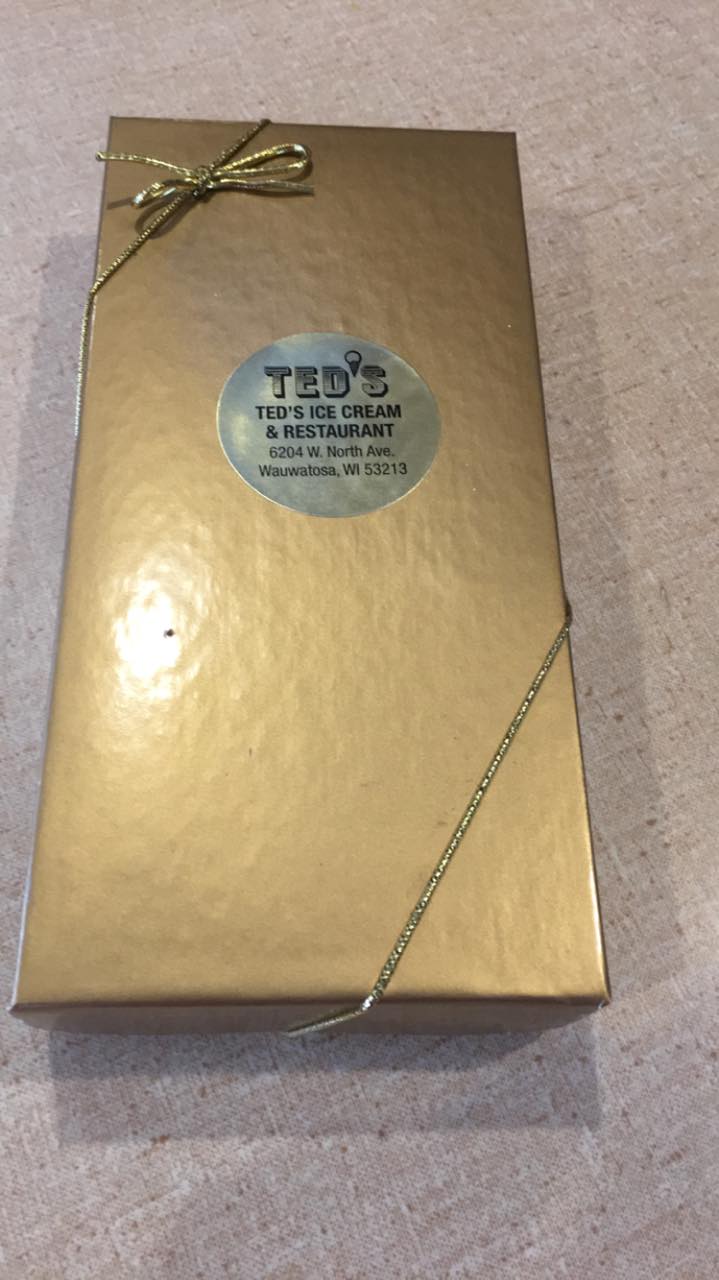 TED'S
TED'S ICE CREAM
& RESTAURANT
6204 W. North Ave.
Wauwatosa, WI 53213